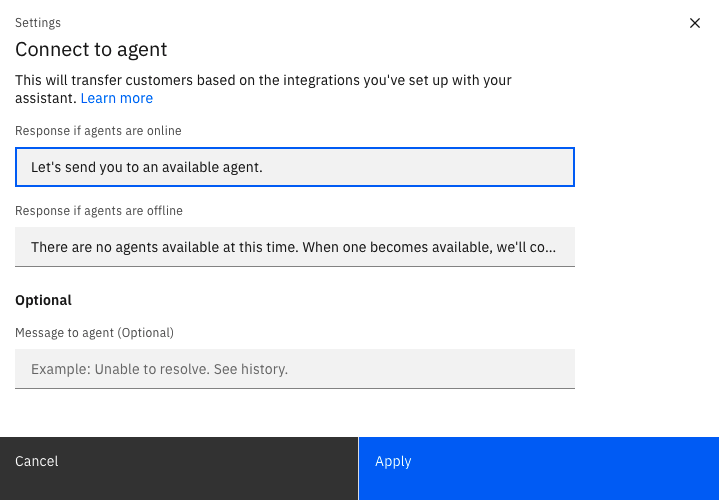 Settings
Connect to agent
This will transfer customers based on the integrations you've set up with your
assistant. Learn more
Response if agents are online
Let's send you to an available agent.
Response if agents are offline
There are no agents available at this time. When one becomes available, we'll co...
Optional
Message to agent (Optional)
Example: Unable to resolve. See history.
Cancel
Apply